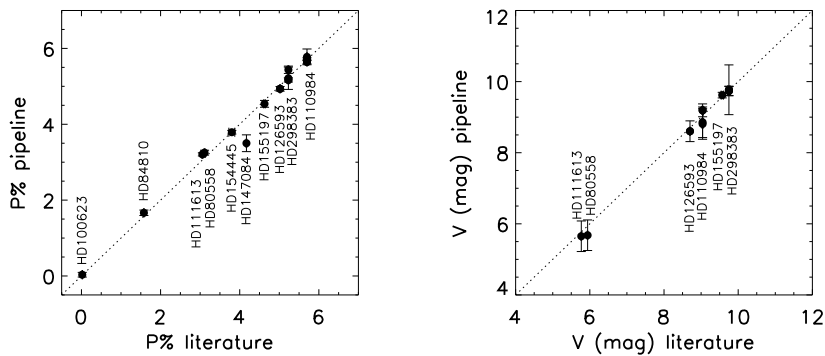 P% pipeline
6
4
2
0
HD100623
HD84810
HD111613
HD80558
HD154445
HD147084
HD155197
HD126593
HD298383
HD110984
0 2 4 6
P% literature
V (mag) pipeline
12
10
8
6
4
HD111613
HD80558
HD126593
HD110984
HD155197
HD298383
4 6 8 10 12
V (mag) literature